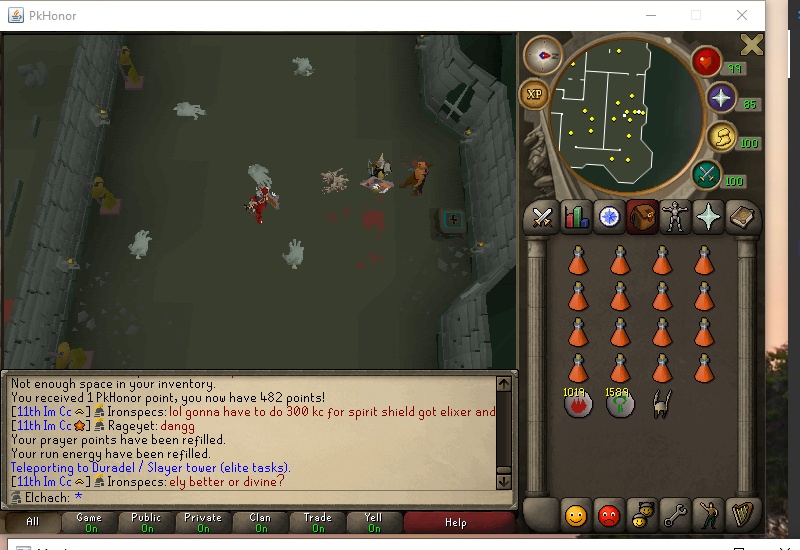 PkHonor
N
XP
99
85
100
100
1019
1589
Not enough space in your inventory.
You received 1 PkHonor point, you now have 482 points!
[11th Im Cc] Ironspecs: lol gonna have to do 300 kc for spirit shield got elixer and
[11th Im Cc] Rageyet: dangg
Your prayer points have been refilled.
Your run energy have been refilled.
Teleporting to Duradel / Slayer tower (elite tasks).
[11th Im Cc] Ironspecs: ely better or divine?
Elchach: *
All
Game On
Public On
Private On
Clan On
Trade On
Yell On
Help